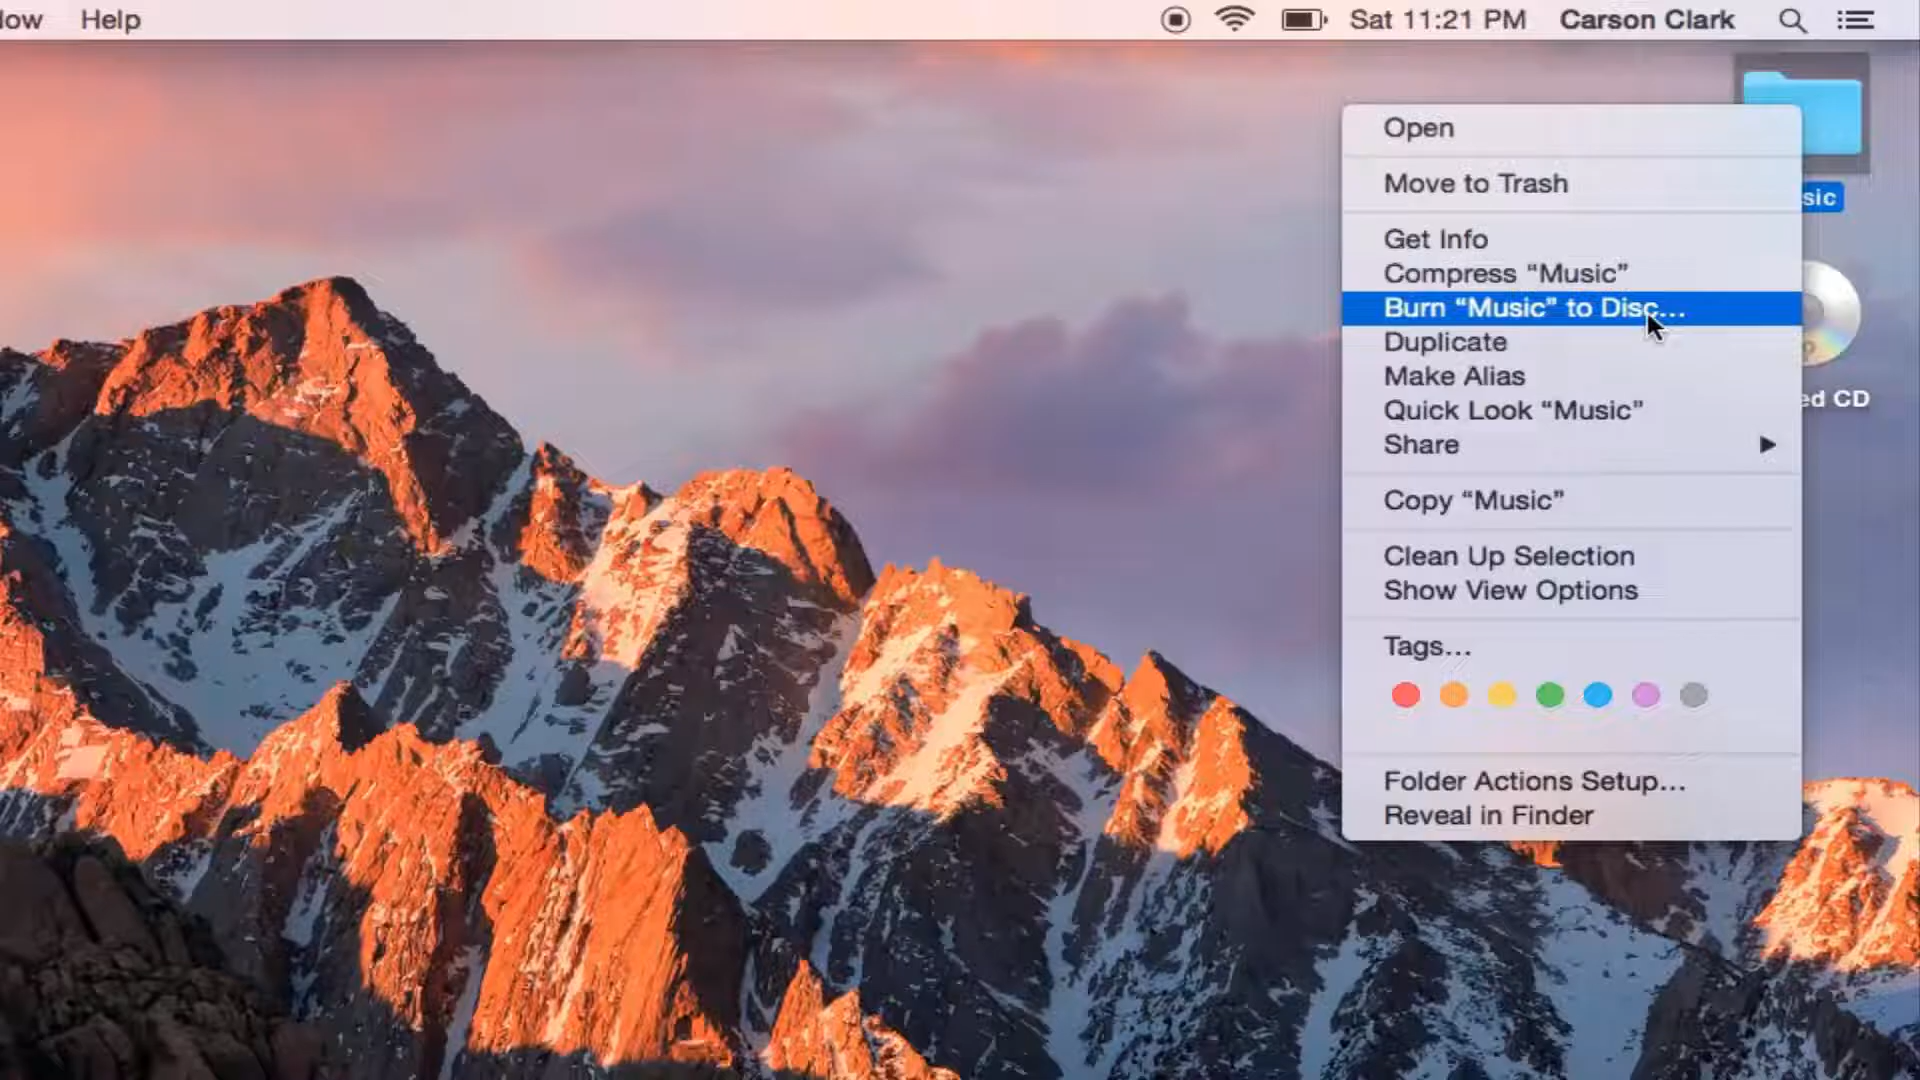 Help
Sat 11:21 PM Carson Clark
Open
Move to Trash
sic
Get Info
Compress “Music”
Burn “Music” to Disc...
Duplicate
Make Alias
ed CD
Quick Look “Music”
Share
Copy “Music”
Clean Up Selection
Show View Options
Tags...
Folder Actions Setup...
Reveal in Finder